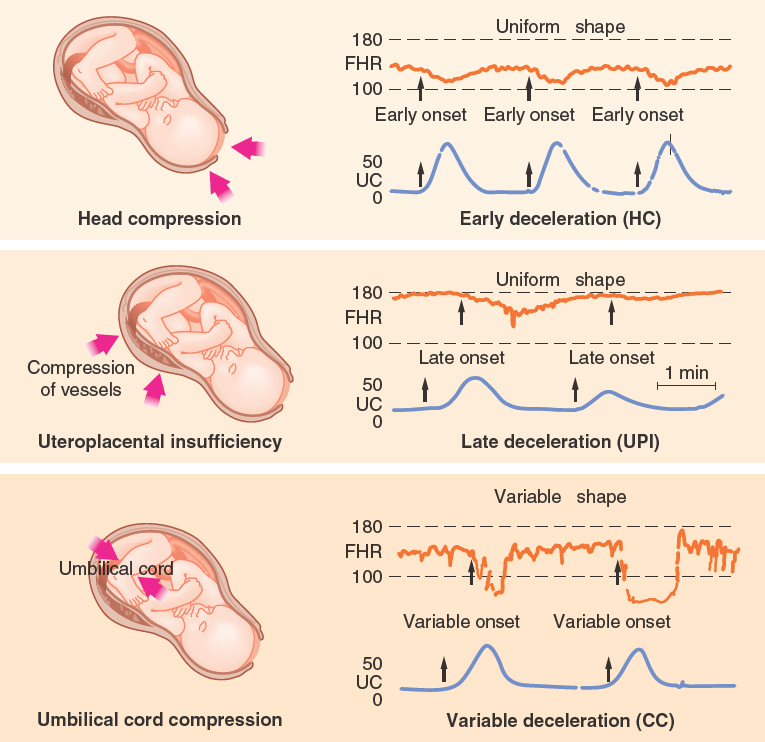 Uniform shape
180
FHR
100
Early onset Early onset Early onset
50
UC
0
Head compression
Early deceleration (HC)
Uniform shape
180
FHR
100
Compression
of vessels
Late onset Late onset
1 min
50
UC
0
Uteroplacental insufficiency
Late deceleration (UPI)
Variable shape
180
FHR
100
Umbilical cord
Variable onset Variable onset
50
UC
0
Umbilical cord compression
Variable deceleration (CC)